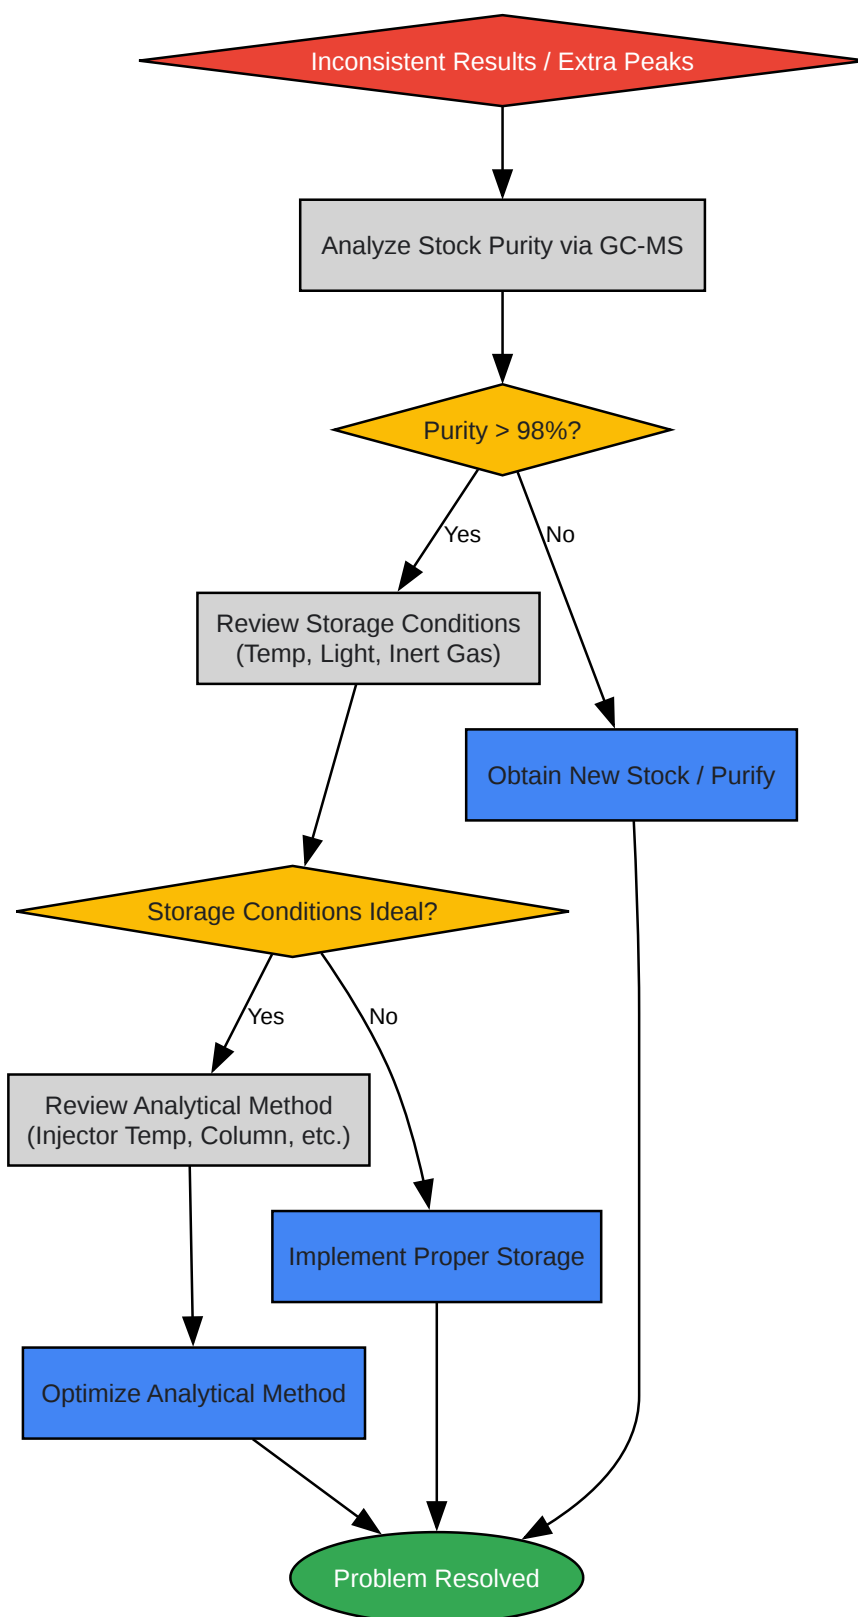 Inconsistent Results / Extra Peaks
Analyze Stock Purity via GC-MS
Purity > 98%?
Yes
No
Review Storage Conditions
(Temp, Light, Inert Gas)
Obtain New Stock / Purify
Storage Conditions Ideal?
Yes
No
Review Analytical Method
(Injector Temp, Column, etc.)
Implement Proper Storage
Optimize Analytical Method
Problem Resolved